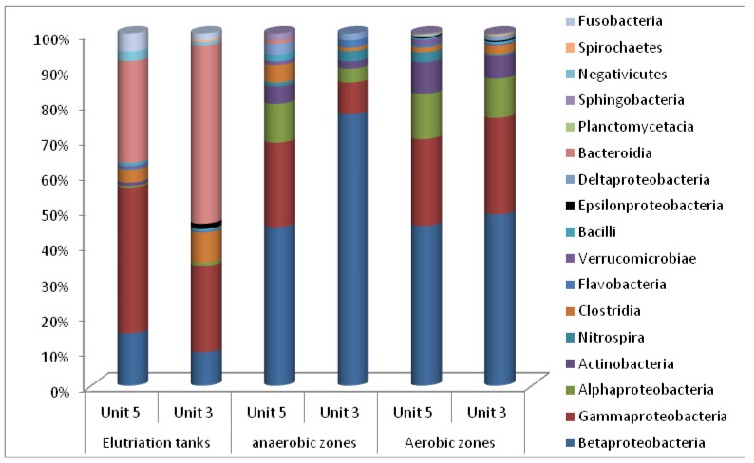 100%
90%
80%
70%
60%
50%
40%
30%
20%
10%
0%
Unit 5 Unit 3 Unit 5 Unit 3 Unit 5 Unit 3
Elutriation tanks anaerobic zones Aerobic zones
Fusobacteria
Spirochaetes
Negativicutes
Sphingobacteria
Planctomycetacia
Bacteroidia
Deltaproteobacteria
Epsilonproteobacteria
Bacilli
Verrucomicrobiae
Flavobacteria
Clostridia
Nitrospira
Actinobacteria
Alphaproteobacteria
Gammaproteobacteria
Betaproteobacteria